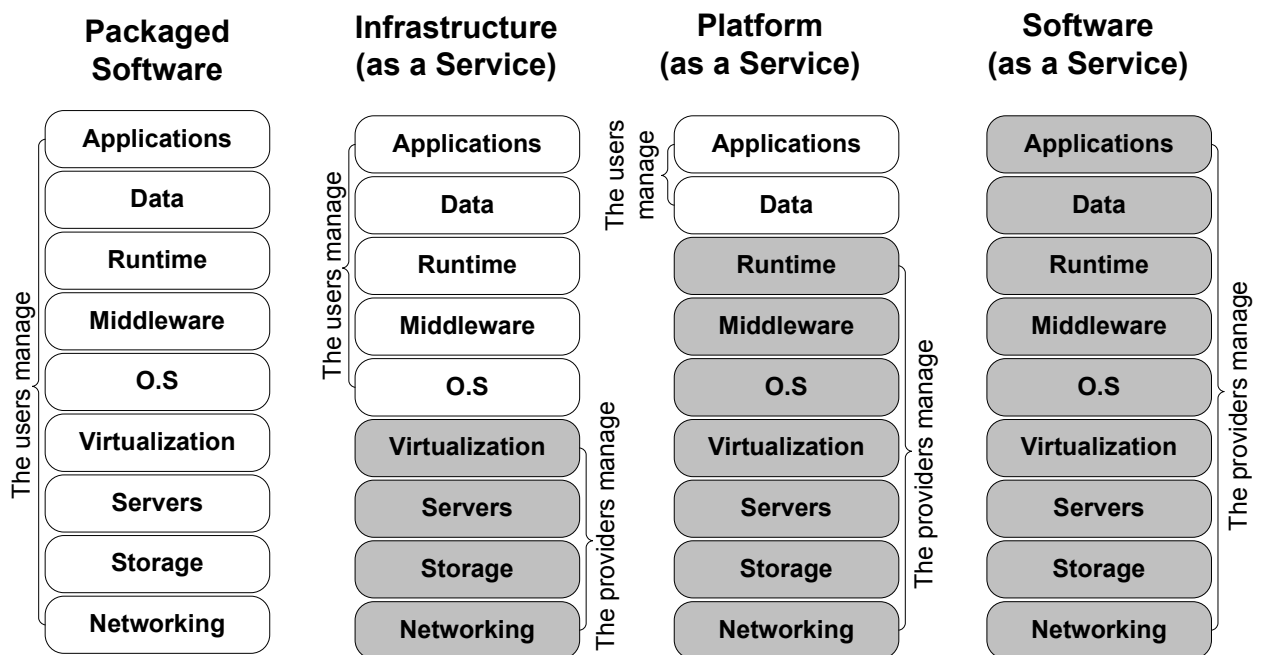 Packaged
Software
The users manage
Applications
Data
Runtime
Middleware
O.S
Virtualization
Servers
Storage
Networking
Infrastructure
(as a Service)
The users manage
Applications
Data
Runtime
Middleware
O.S
Virtualization
Servers
Storage
Networking
The providers manage
Platform
(as a Service)
The users
manage
Applications
Data
Runtime
Middleware
O.S
Virtualization
Servers
Storage
Networking
The providers manage
Software
(as a Service)
Applications
Data
Runtime
Middleware
O.S
Virtualization
Servers
Storage
Networking
The providers manage